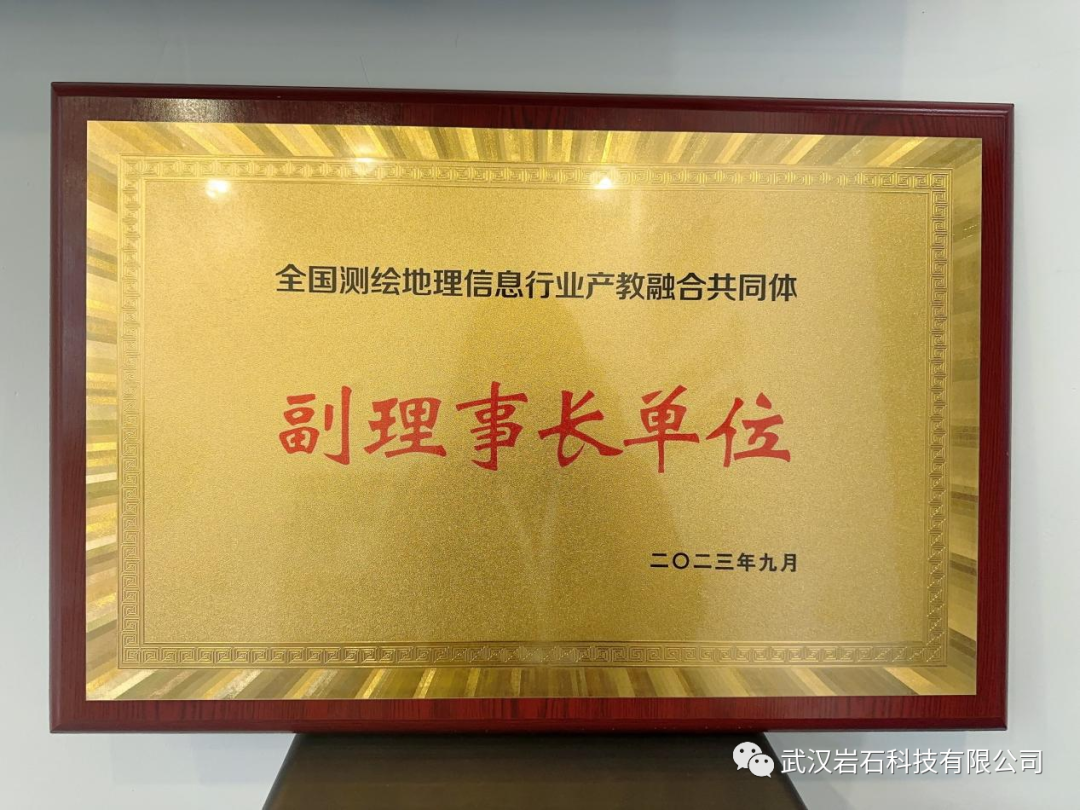 全国测绘地理信息行业产教融合共同体
副理事长单位
二〇二三年九月
武汉岩石科技有限公司